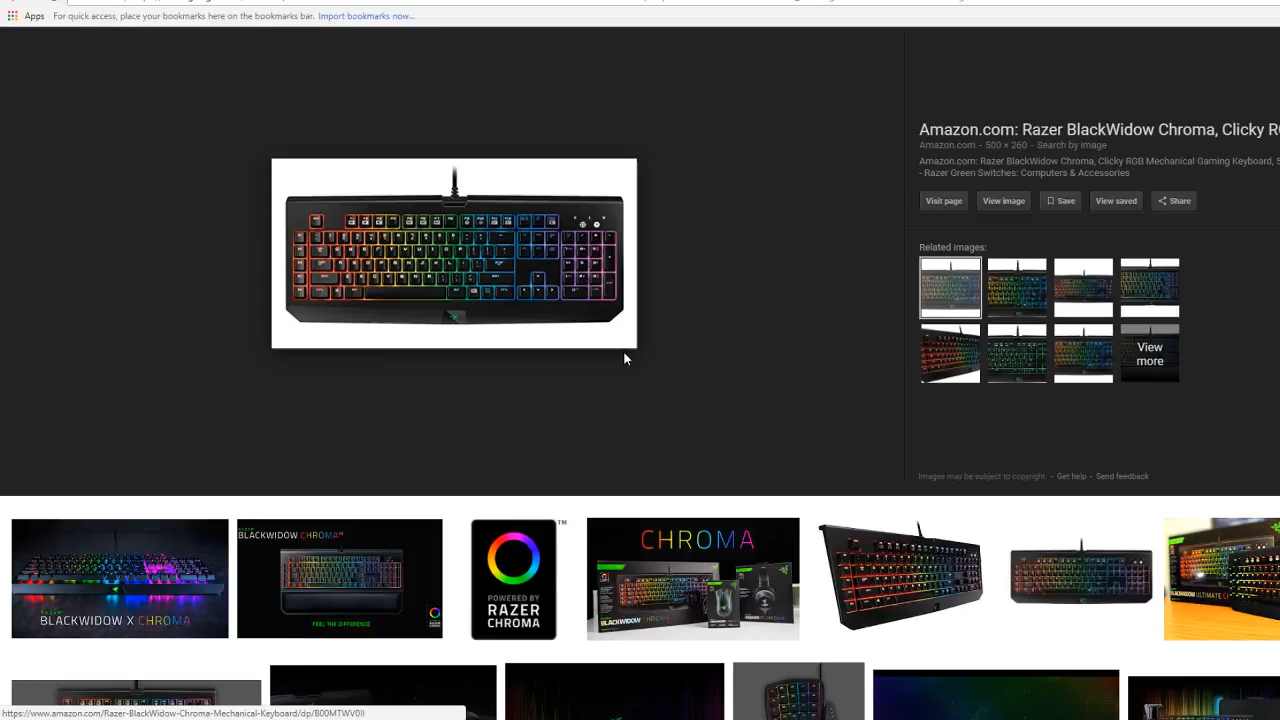 Apps
For quick access, place your bookmarks here on the bookmarks bar.
Import bookmarks now...
Amazon.com: Razer BlackWidow Chroma, Clicky
Amazon.com - 500 × 260 - Search by image
Amazon.com: Razer BlackWidow Chroma, Clicky RGB Mechanical Gaming Keyboard,
- Razer Green Switches: Computers & Accessories
Visit page
View image
Save
View saved
Share
Related images:
View
more
Images may be subject to copyright.
- Get help
- Send feedback
BLACKWIDOW X CHROMA
BLACKWIDOW CHROMA
FEEL THE DIFFERENCE
POWERED BY
RAZER
CHROMA
TM
CHROMA
BLACKWIDOW
https://www.amazon.com/Razer-BlackWidow-Chroma-Mechanical-Keyboard/dp/